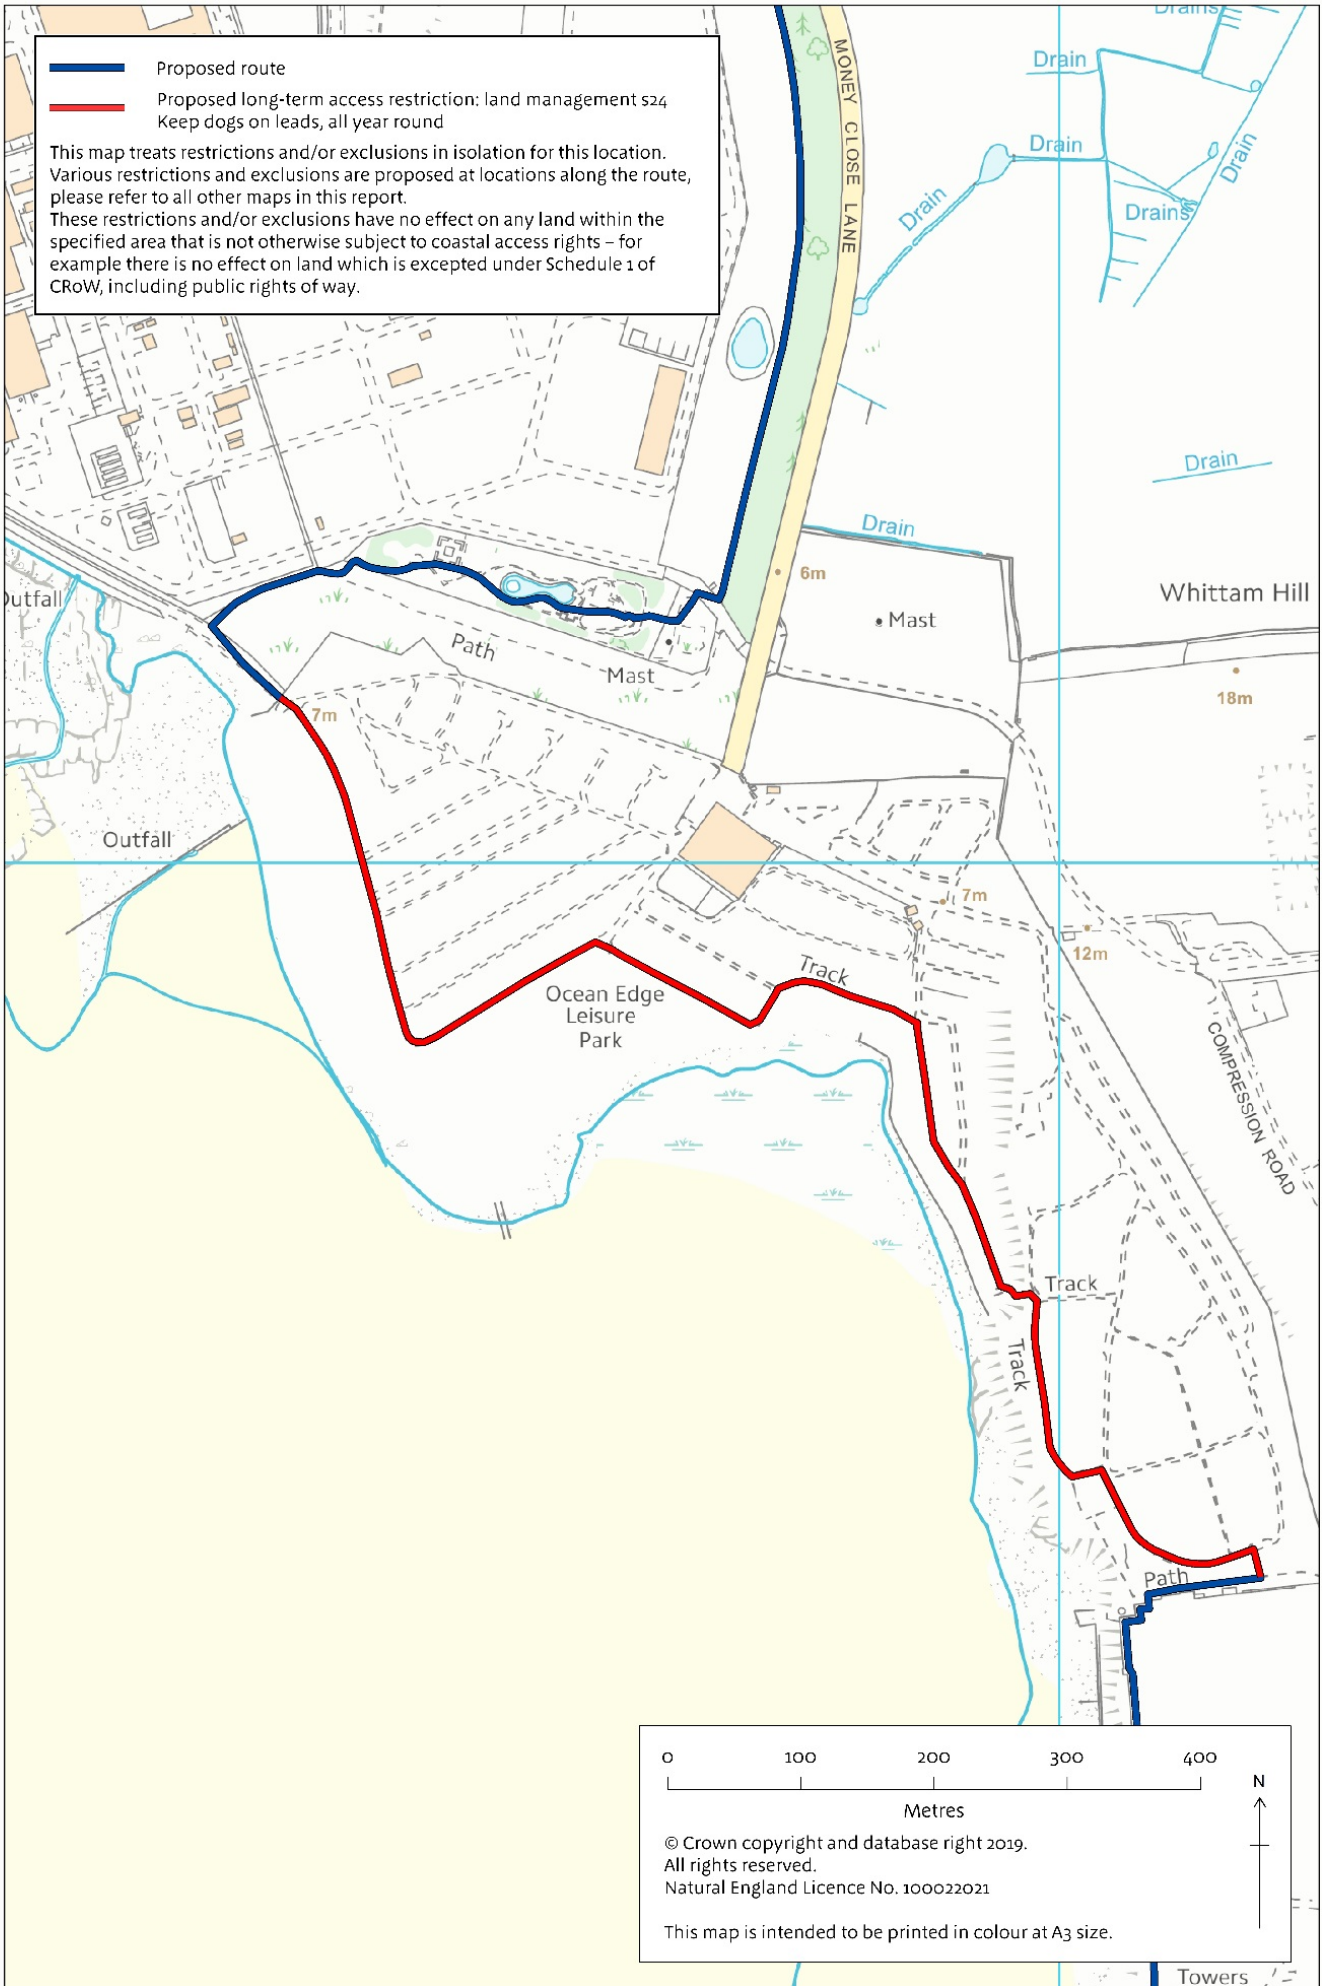 Drains
Proposed route
Proposed long-term access restriction: land management s24
Keep dogs on leads, all year round
This map treats restrictions and/or exclusions in isolation for this location.
Various restrictions and exclusions are proposed at locations along the route,
please refer to all other maps in this report.
These restrictions and/or exclusions have no effect on any land within the
specified area that is not otherwise subject to coastal access rights – for
example there is no effect on land which is excepted under Schedule 1 of
CRoW, including public rights of way.
MONEY CLOSE LANE
Drain
Drain
Drain
Drain
Drains
Drain
Drain
6m
Whittam Hill
Outfall
Mast
Path
Mast
18m
7m
Outfall
7m
12m
Track
Ocean Edge
Leisure
Park
COMPRESSION ROAD
Track
Track
Path
0 100 200 300 400
N
Metres
© Crown copyright and database right 2019.
All rights reserved.
Natural England Licence No. 100022021
This map is intended to be printed in colour at A3 size.
Towers